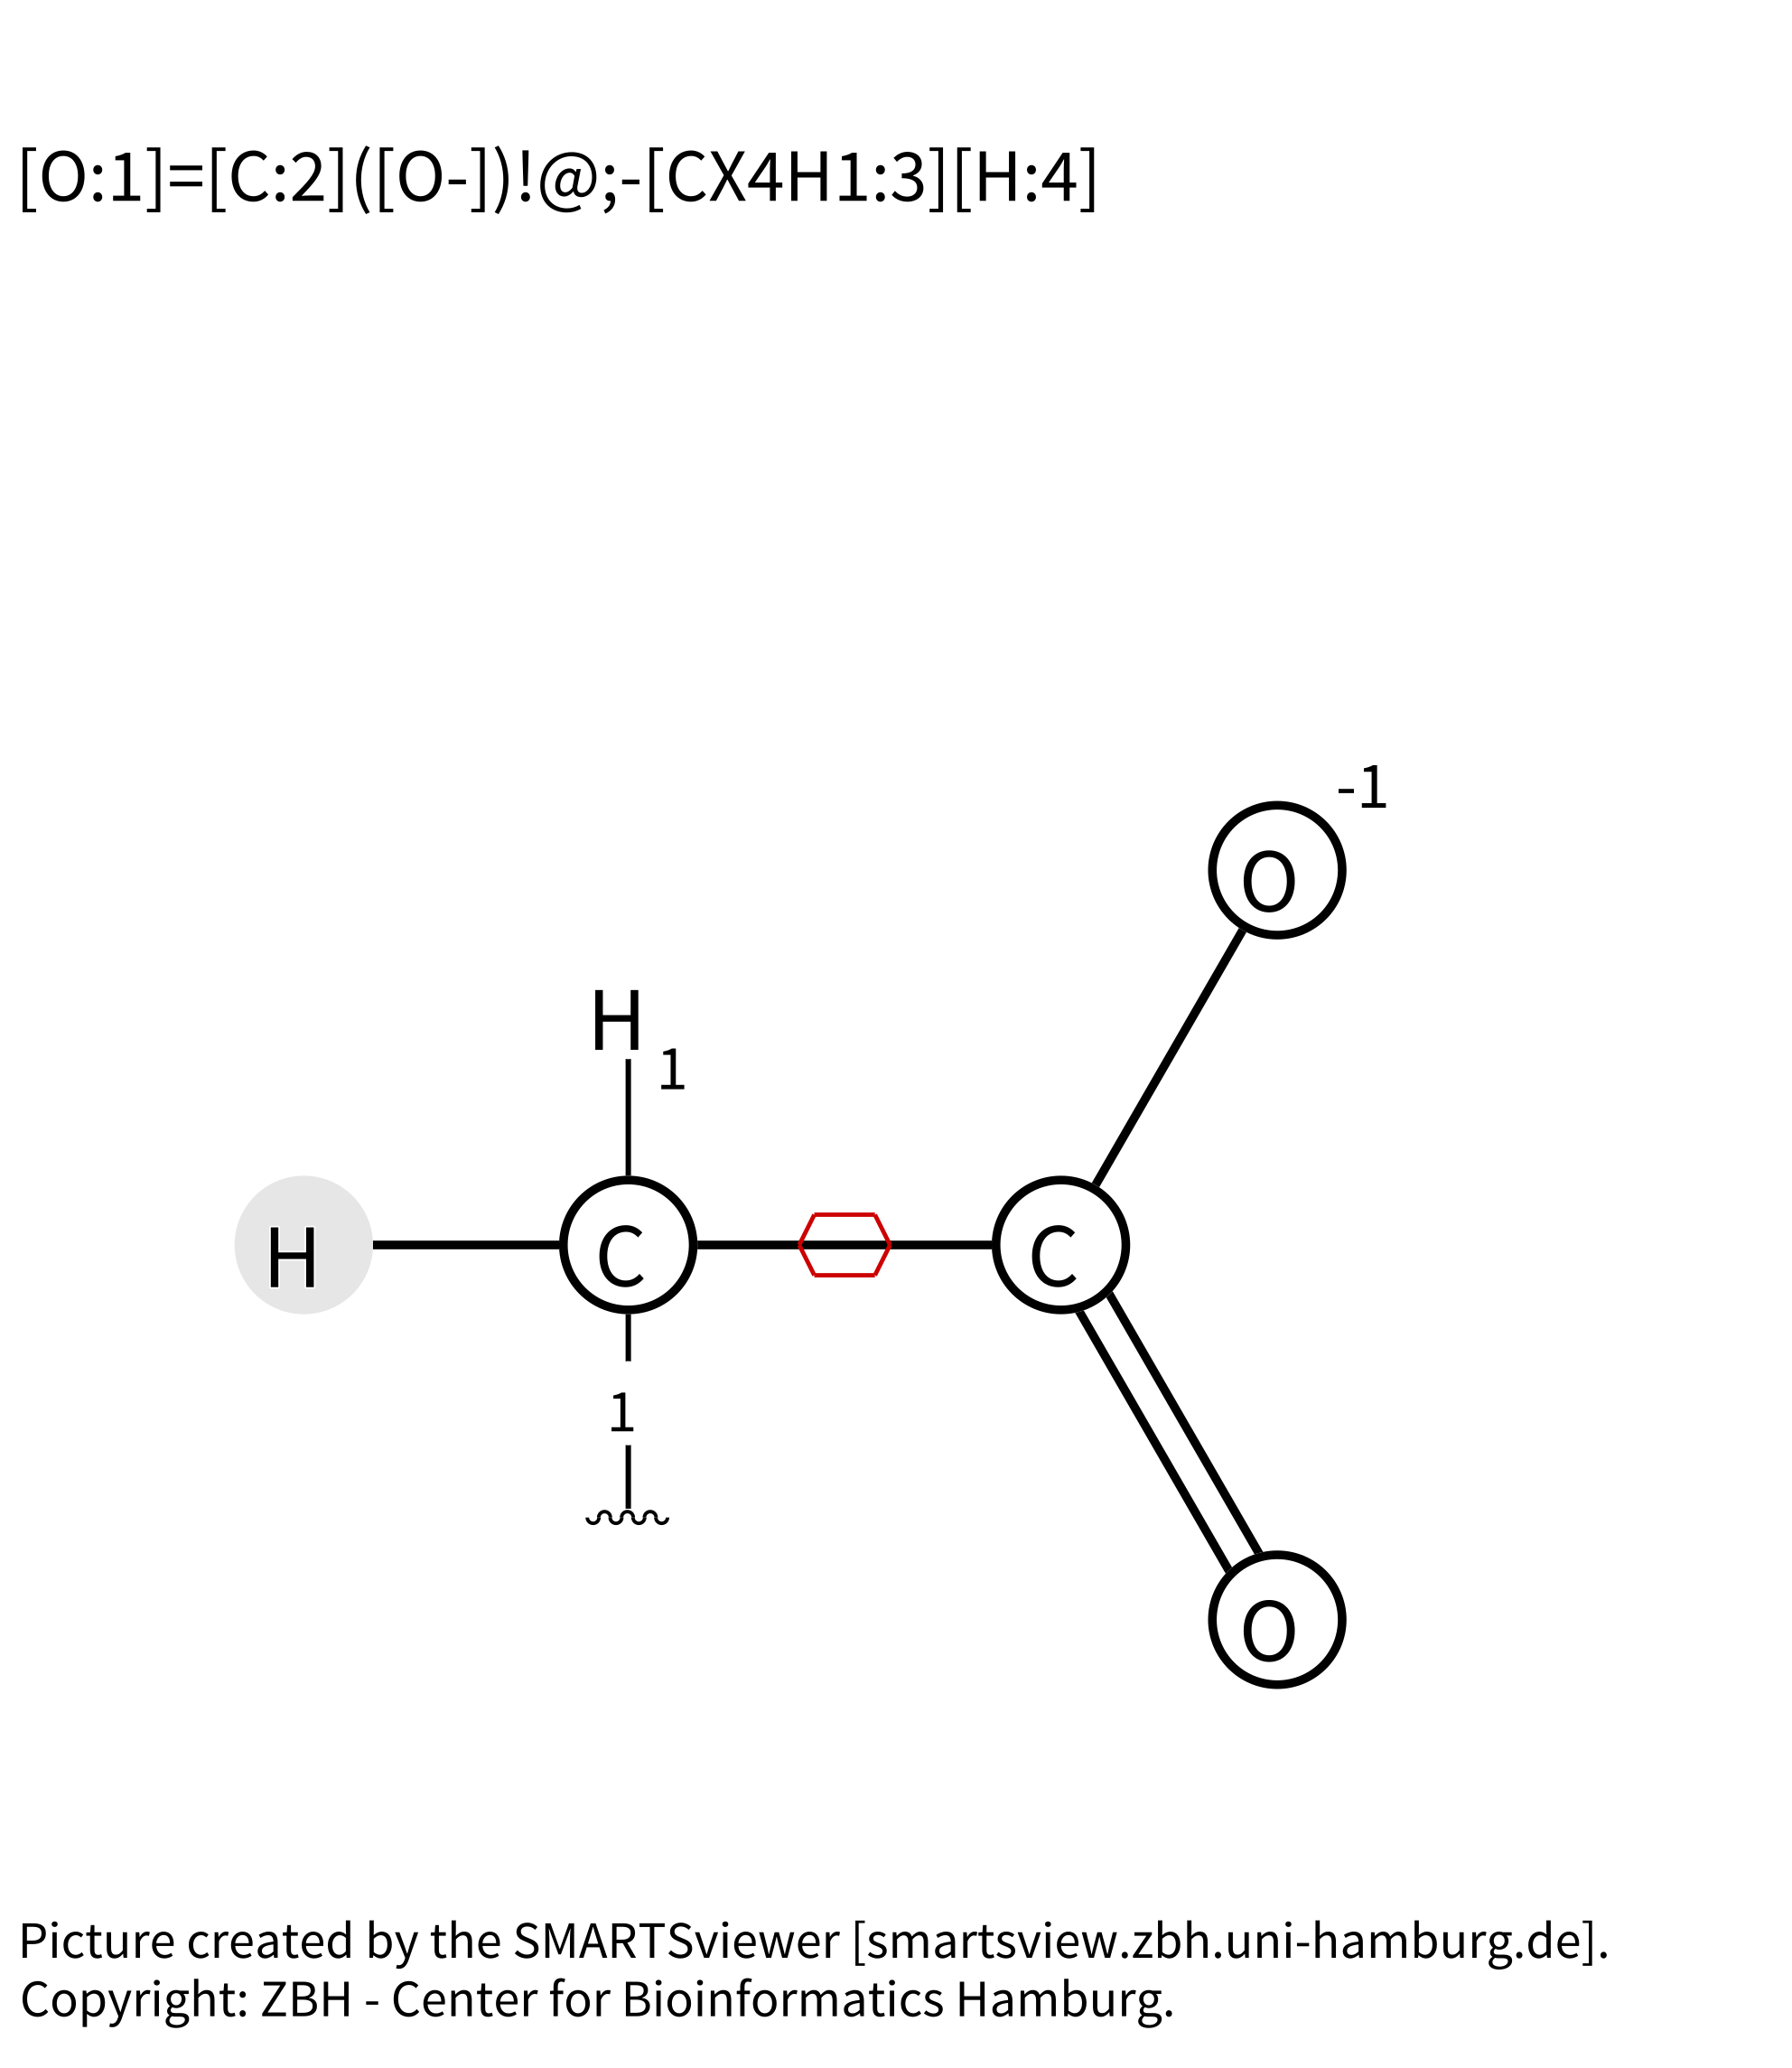 [O:1]=[C:2]([O-])!@;-[CX4H1:3][H:4]
-1
O
H
1
H
C
C
1
O
Picture created by the SMARTSviewer [smartsview.zbh.uni-hamburg.de].
Copyright: ZBH - Center for Bioinformatics Hamburg.